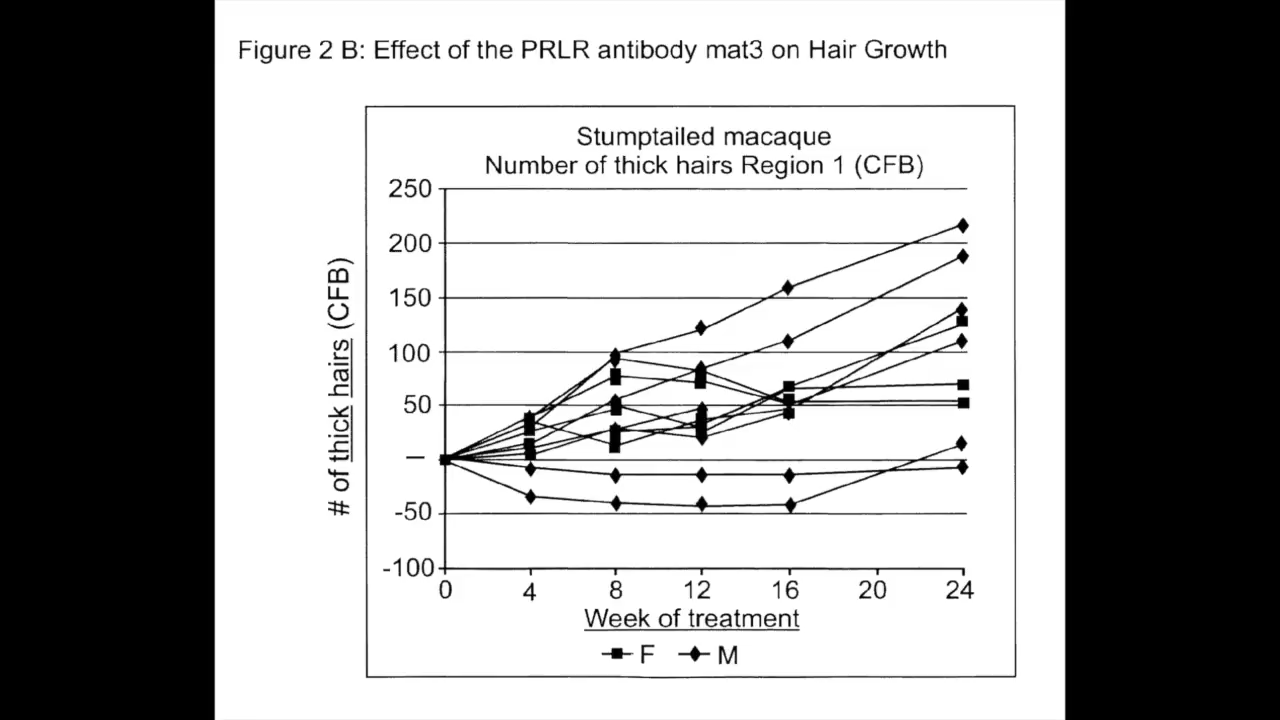 Figure 2 B: Effect of the PRLR antibody mat3 on Hair Growth
Stumptailed macaque
Number of thick hairs Region 1 (CFB)
# of thick hairs (CFB)
250
200
150
100
50
—
-50
-100
0 4 8 12 16 20 24
Week of treatment
F M